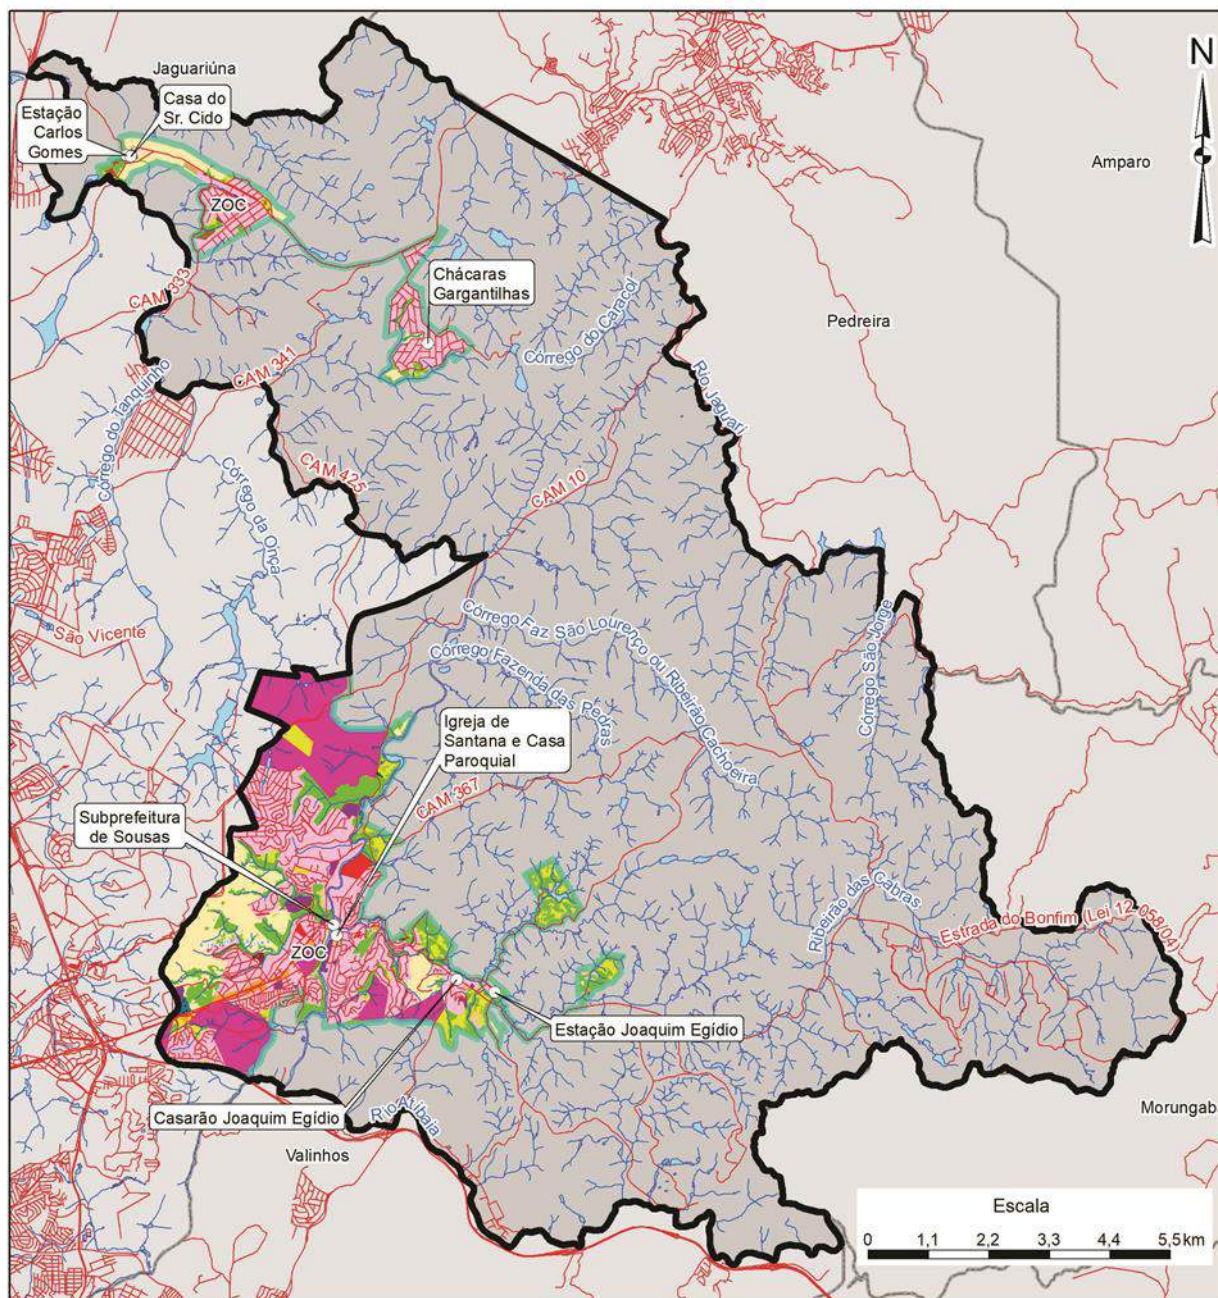 Jaguariúna
N
Estação
Carlos
Gomes
Casa do
Sr. Cido
Amparo
ZOC
CAM 333
Chácaras
Gargantilhas
Pedreira
Córrego do Caracol
CAM 341
Rio Jaguari
Córrego do Tanquinho
CAM 425
CAM 10
Córrego da Onça
São Vicente
Córrego Faz São Lourenço ou Ribeirão Cachoeira
Córrego São Jorge
Córrego Fazenda das Pedras
Igreja de
Santana e Casa
Paroquial
CAM 367
Subprefeitura
de Sousas
Ribeirão das Cabras
Estrada do Bonfim (Lei 12 058/04)
ZOC
Estação Joaquim Egídio
Casarão Joaquim Egídio
Rio Atibaia
Morungab
Valinhos
Escala
0 1,1 2,2 3,3 4,4 5,5 km